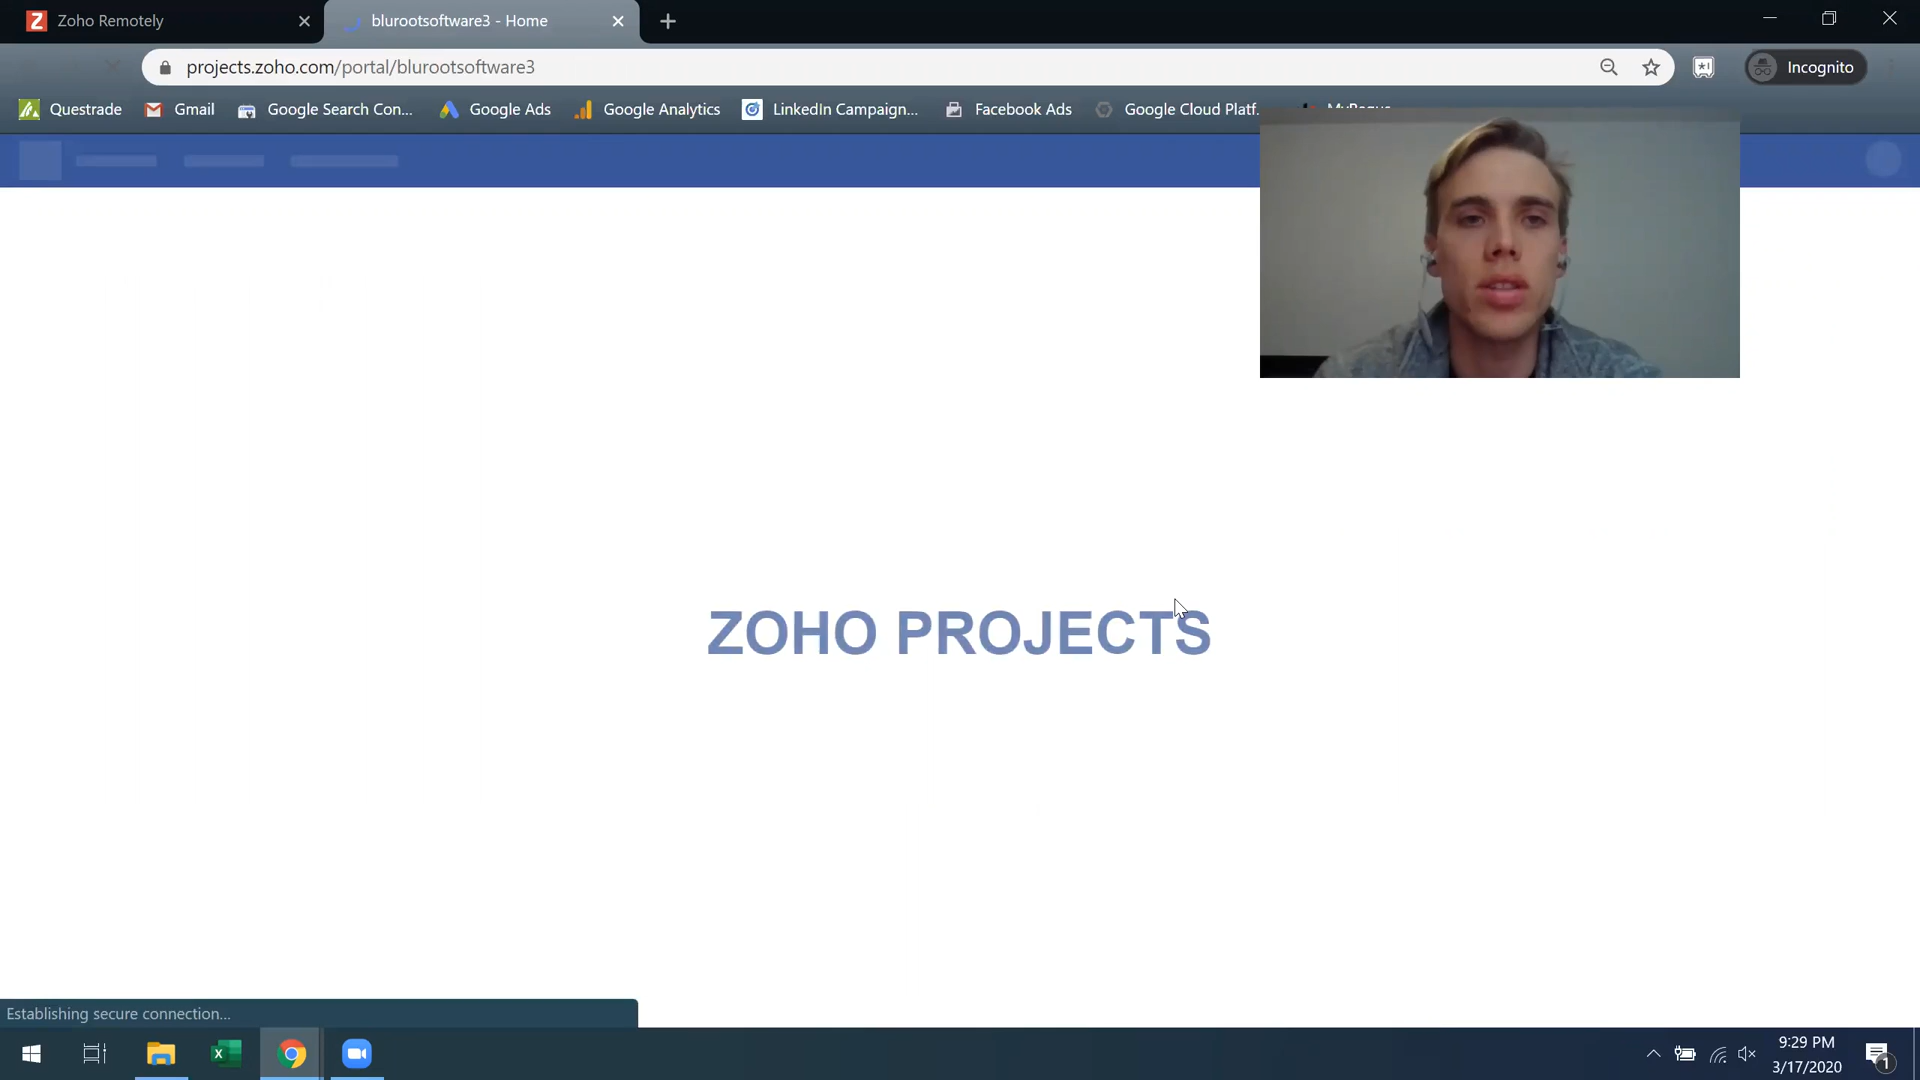 Zoho Remotely
blurootsoftware3 - Home
projects.zoho.com/portal/blurootsoftware3
Incognito
Questrade
Gmail
Google Search Con...
Google Ads
Google Analytics
LinkedIn Campaign...
Facebook Ads
Google Cloud Platf...
ZOHO PROJECTS
Establishing secure connection...
9:29 PM
3/17/2020
1